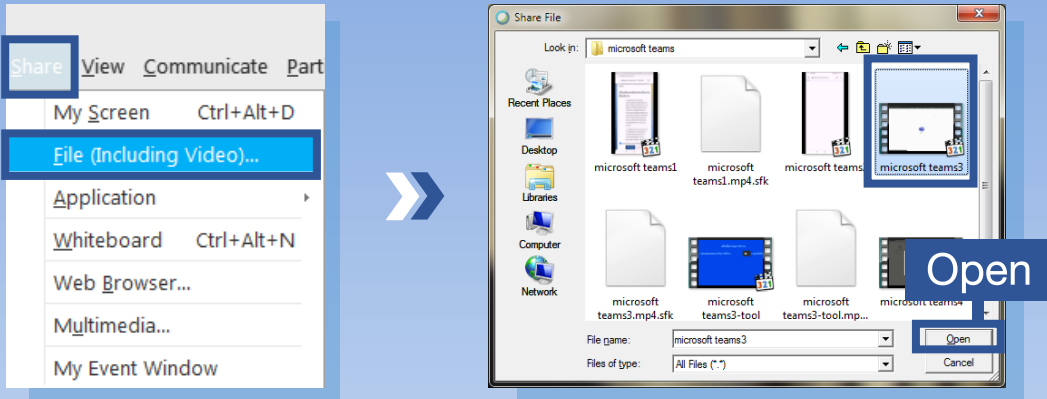 Share View Communicate Part
My Screen Ctrl+Alt+D
File (Including Video)...
Application
Whiteboard Ctrl+Alt+N
Web Browser...
Multimedia...
My Event Window
Share File
Look in: microsoft teams
Recent Places
Desktop
Libraries
Computer
Network
microsoft teams1
microsoft
teams1.mp4.sfk
microsoft teams.
microsoft teams3
microsoft
teams3.mp4.sfk
microsoft
teams3-tool
microsoft
teams3-tool.mp...
microsoft teams4
Open
File name: microsoft teams3
Open
Files of type: All Files (*.*)
Cancel